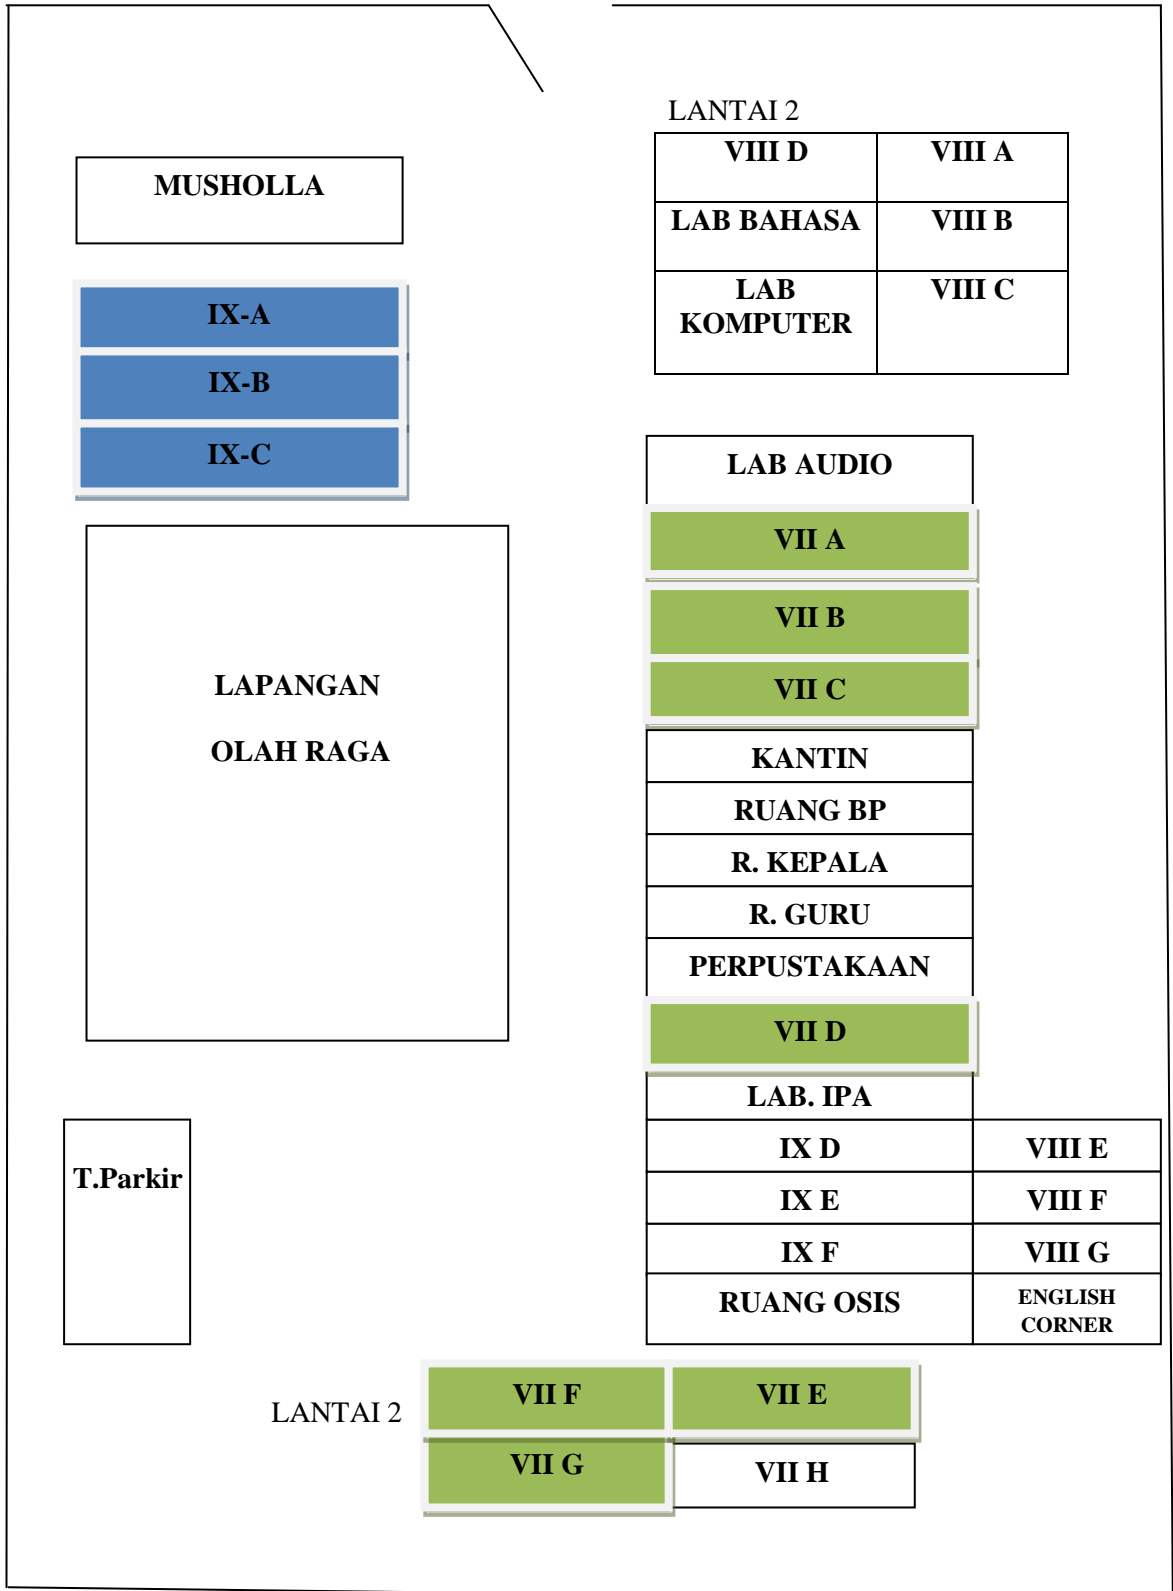 LANTAI 2
VIII D
VIII A
MUSHOLLA
LAB BAHASA
VIII B
LAB
KOMPUTER
VIII C
IX-A
IX-B
IX-C
LAB AUDIO
VII A
VII B
VII C
LAPANGAN
OLAH RAGA
KANTIN
RUANG BP
R. KEPALA
R. GURU
PERPUSTAKAAN
VII D
LAB. IPA
IX D
VIII E
T.Parkir
IX E
VIII F
IX F
VIII G
RUANG OSIS
ENGLISH
CORNER
LANTAI 2
VII F
VII E
VII G
VII H